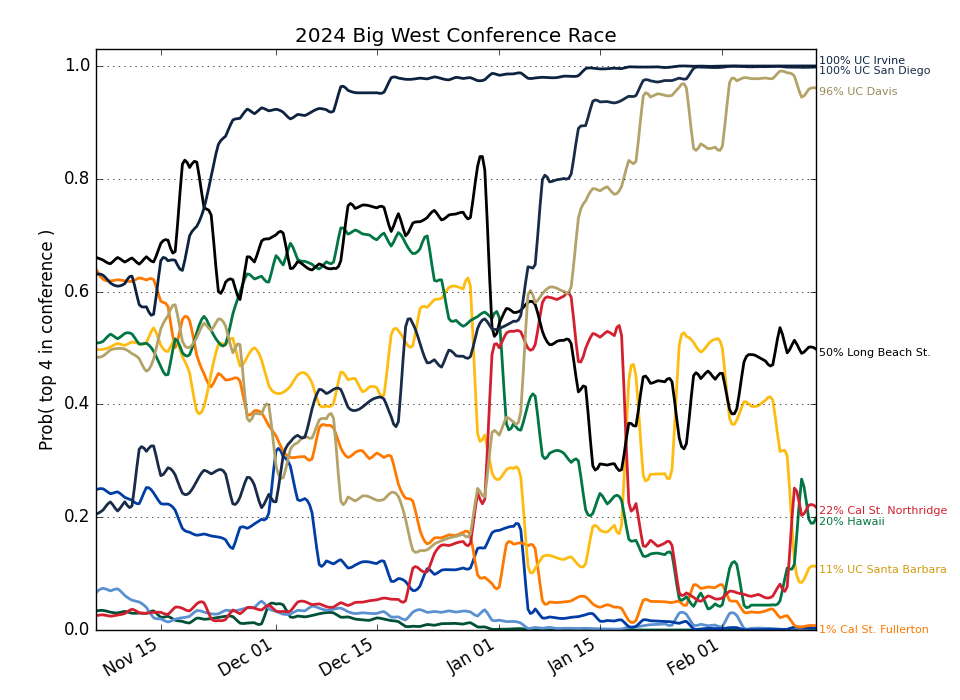 2024 Big West Conference Race
Prob( top 4 in conference )
1.0
0.8
0.6
0.4
0.2
0.0
Nov 15
Dec 01
Dec 15
Jan 01
Jan 15
Feb 01
100% UC Irvine
100% UC San Diego
96% UC Davis
50% Long Beach St.
22% Cal St. Northridge
20% Hawaii
11% UC Santa Barbara
1% Cal St. Fullerton